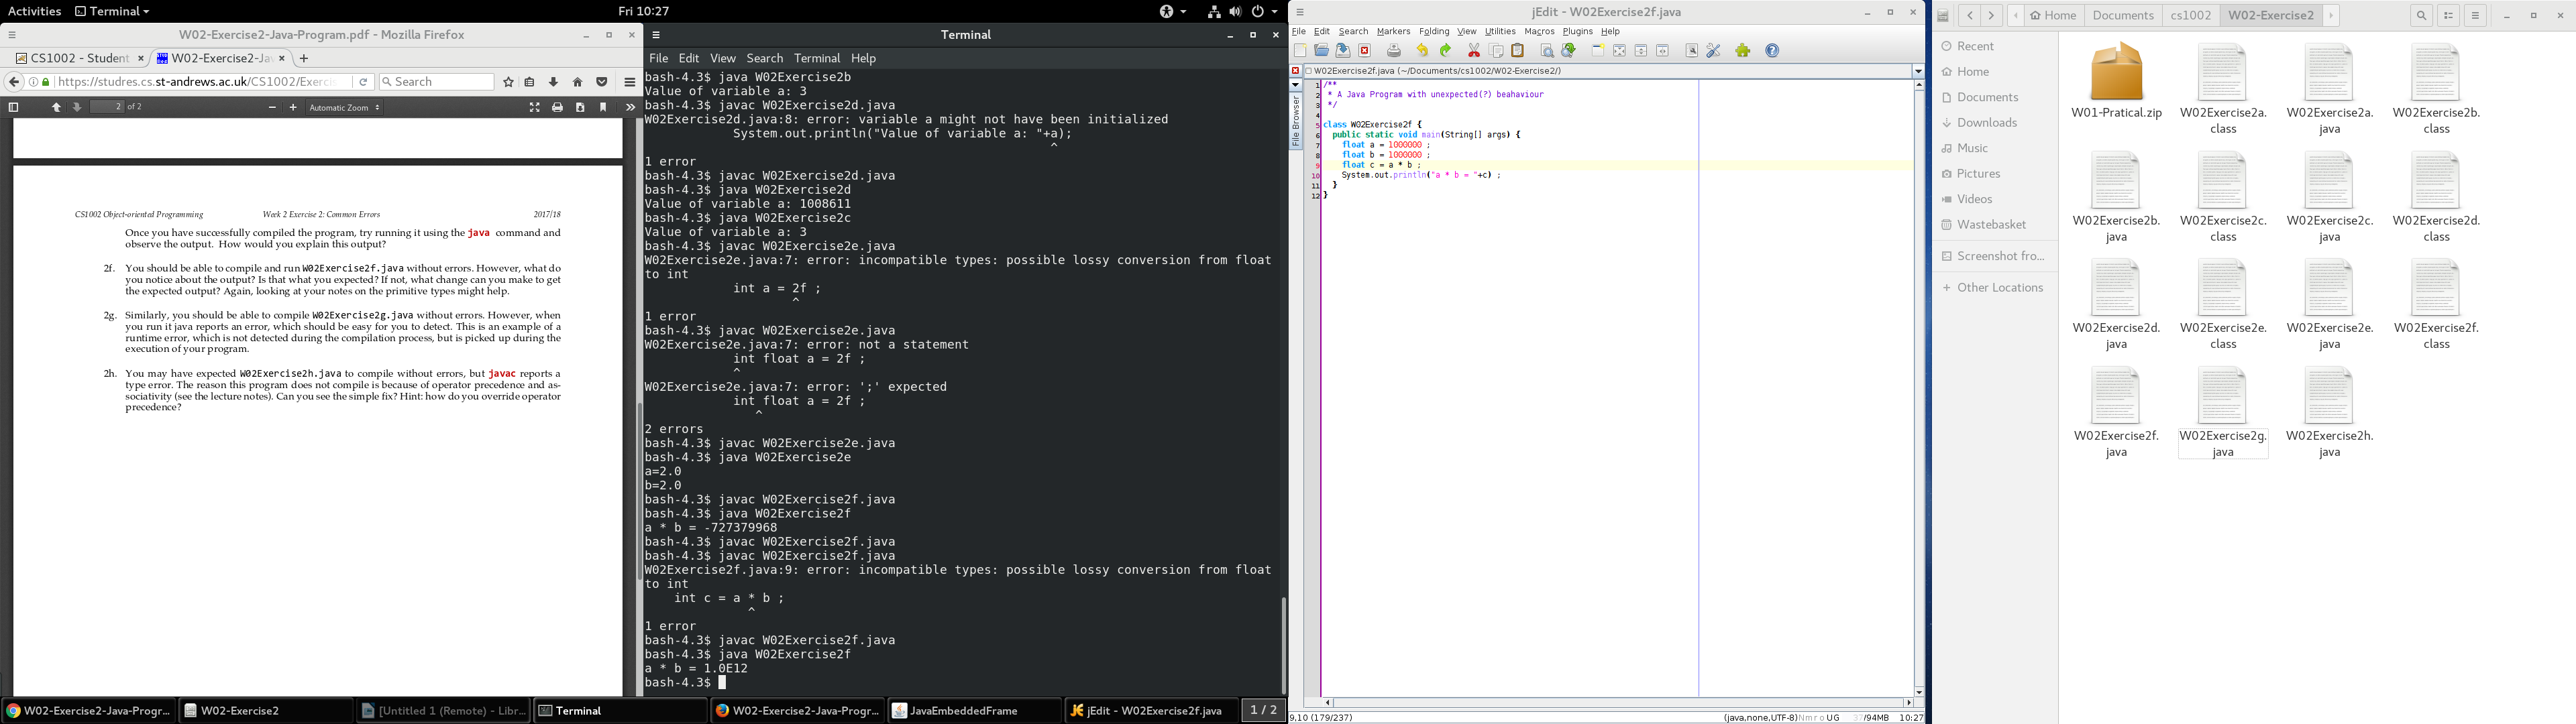 Activities Terminal Fri 10:27
W02-Exercise2-Java-Program.pdf - Mozilla Firefox
CS1002 - Student W02-Exercise2-Ja
https://studres.cs.st-andrews.ac.uk/CS1002/Exercis Search
2 of 2 Automatic Zoom
CS1002 Object-oriented Programming Week 2 Exercise 2: Common Errors 2017/18
Once you have successfully compiled the program, try running it using the java command and
observe the output. How would you explain this output?
2f. You should be able to compile and run W02Exercise2f.java without errors. However, what do
you notice about the output? Is that what you expected? If not, what change can you make to get
the expected output? Again, looking at your notes on the primitive types might help.
2g. Similarly, you should be able to compile W02Exercise2g.java without errors. However, when
you run it java reports an error, which should be easy for you to detect. This is an example of a
runtime error, which is not detected during the compilation process, but is picked up during the
execution of your program.
2h. You may have expected W02Exercise2h.java to compile without errors, but javac reports a
type error. The reason this program does not compile is because of operator precedence and as-
sociativity (see the lecture notes). Can you see the simple fix? Hint: how do you override operator
precedence?
Terminal
File Edit View Search Terminal Help
bash-4.3$ java W02Exercise2b
Value of variable a: 3
bash-4.3$ javac W02Exercise2d.java
W02Exercise2d.java:8: error: variable a might not have been initialized
System.out.println("Value of variable a: "+a);
^
1 error
bash-4.3$ javac W02Exercise2d.java
bash-4.3$ java W02Exercise2d
Value of variable a: 1008611
bash-4.3$ java W02Exercise2c
Value of variable a: 3
bash-4.3$ javac W02Exercise2e.java
W02Exercise2e.java:7: error: incompatible types: possible lossy conversion from float
to int
int a = 2f ;
^
1 error
bash-4.3$ javac W02Exercise2e.java
W02Exercise2e.java:7: error: not a statement
int float a = 2f ;
^
W02Exercise2e.java:7: error: ';' expected
int float a = 2f ;
^
2 errors
bash-4.3$ javac W02Exercise2e.java
bash-4.3$ java W02Exercise2e
a=2.0
b=2.0
bash-4.3$ javac W02Exercise2f.java
bash-4.3$ java W02Exercise2f
a * b = -727379968
bash-4.3$ javac W02Exercise2f.java
bash-4.3$ javac W02Exercise2f.java
W02Exercise2f.java:9: error: incompatible types: possible lossy conversion from float
to int
int c = a * b ;
^
1 error
bash-4.3$ javac W02Exercise2f.java
bash-4.3$ java W02Exercise2f
a * b = 1.0E12
bash-4.3$
jEdit - W02Exercise2f.java
File Edit Search Markers Folding View Utilities Macros Plugins Help
W02Exercise2f.java (~/Documents/cs1002/W02-Exercise2/)
File Browser
1 /**
2 * A Java Program with unexpected(?) beahaviour
3 */
4
5 class W02Exercise2f {
6 public static void main(String[] args) {
7 float a = 1000000 ;
8 float b = 1000000 ;
9 float c = a * b ;
10 System.out.println("a * b = "+c) ;
11 }
12 }
9,10 (179/237) (java,none,UTF-8)Nmro UG 37/94MB 10:27
Home Documents cs1002 W02-Exercise2
Recent
Home
Documents
Downloads
Music
Pictures
Videos
Wastebasket
Screenshot fro...
Other Locations
W01-Pratical.zip W02Exercise2a.class W02Exercise2a.java W02Exercise2b.class
W02Exercise2b.java W02Exercise2c.class W02Exercise2c.java W02Exercise2d.class
W02Exercise2d.java W02Exercise2e.class W02Exercise2e.java W02Exercise2f.class
W02Exercise2f.java W02Exercise2g.java W02Exercise2h.java
W02-Exercise2-Java-Progr... W02-Exercise2 [Untitled 1 (Remote) - Libr... Terminal W02-Exercise2-Java-Progr... JavaEmbeddedFrame jEdit - W02Exercise2f.java 1 / 2